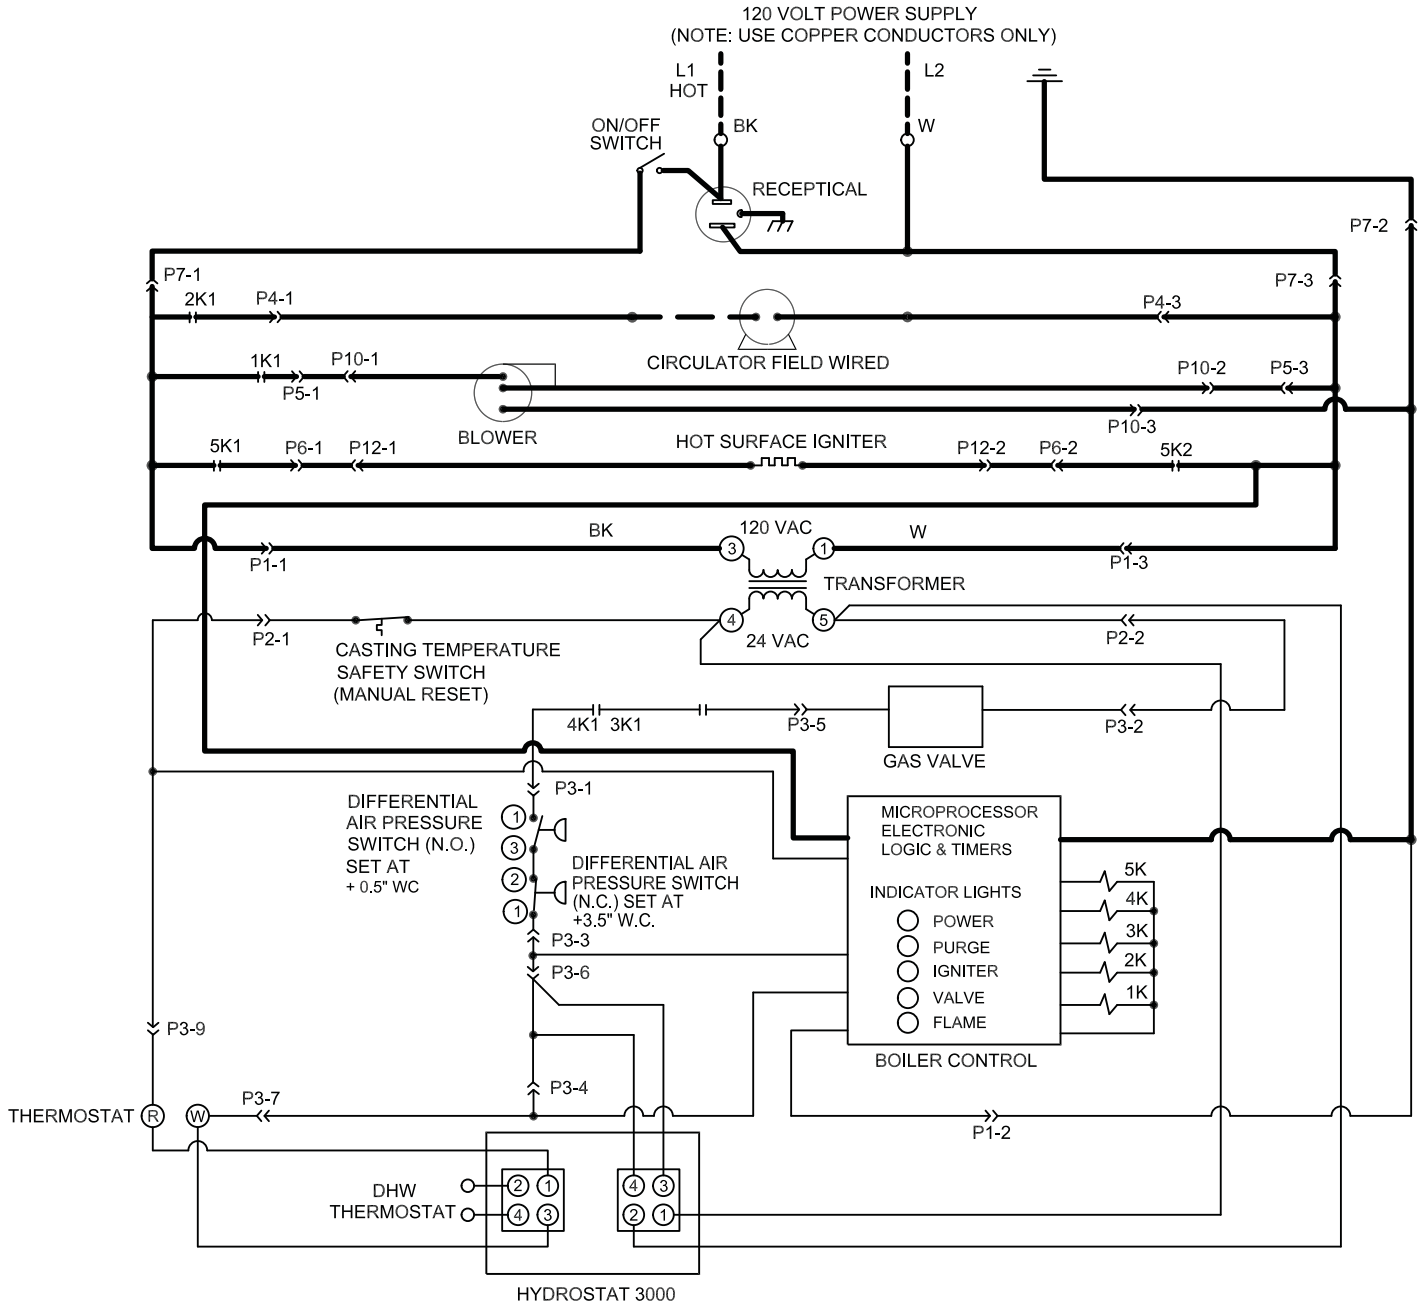 120 VOLT POWER SUPPLY
(NOTE: USE COPPER CONDUCTORS ONLY)
L1
HOT
L2
BK
W
ON/OFF
SWITCH
RECEPTICAL
P7-2
P7-1
P7-3
2K1
P4-1
P4-3
CIRCULATOR FIELD WIRED
1K1
P10-1
P5-1
P10-2
P5-3
BLOWER
P10-3
5K1
P6-1
P12-1
HOT SURFACE IGNITER
P12-2
P6-2
5K2
BK
120 VAC
W
3
1
P1-1
P1-3
TRANSFORMER
4
5
24 VAC
P2-1
P2-2
CASTING TEMPERATURE
SAFETY SWITCH
(MANUAL RESET)
4K1 3K1
P3-5
P3-2
GAS VALVE
P3-1
DIFFERENTIAL
AIR PRESSURE
SWITCH (N.O.)
SET AT
+ 0.5" WC
1
3
2
1
DIFFERENTIAL AIR
PRESSURE SWITCH
(N.C.) SET AT
+3.5" W.C.
P3-3
P3-6
MICROPROCESSOR
ELECTRONIC
LOGIC & TIMERS
INDICATOR LIGHTS
POWER
PURGE
IGNITER
VALVE
FLAME
5K
4K
3K
2K
1K
BOILER CONTROL
P3-9
P3-4
P3-7
THERMOSTAT
R
W
P1-2
DHW
THERMOSTAT
2
1
4
3
4
3
2
1
HYDROSTAT 3000